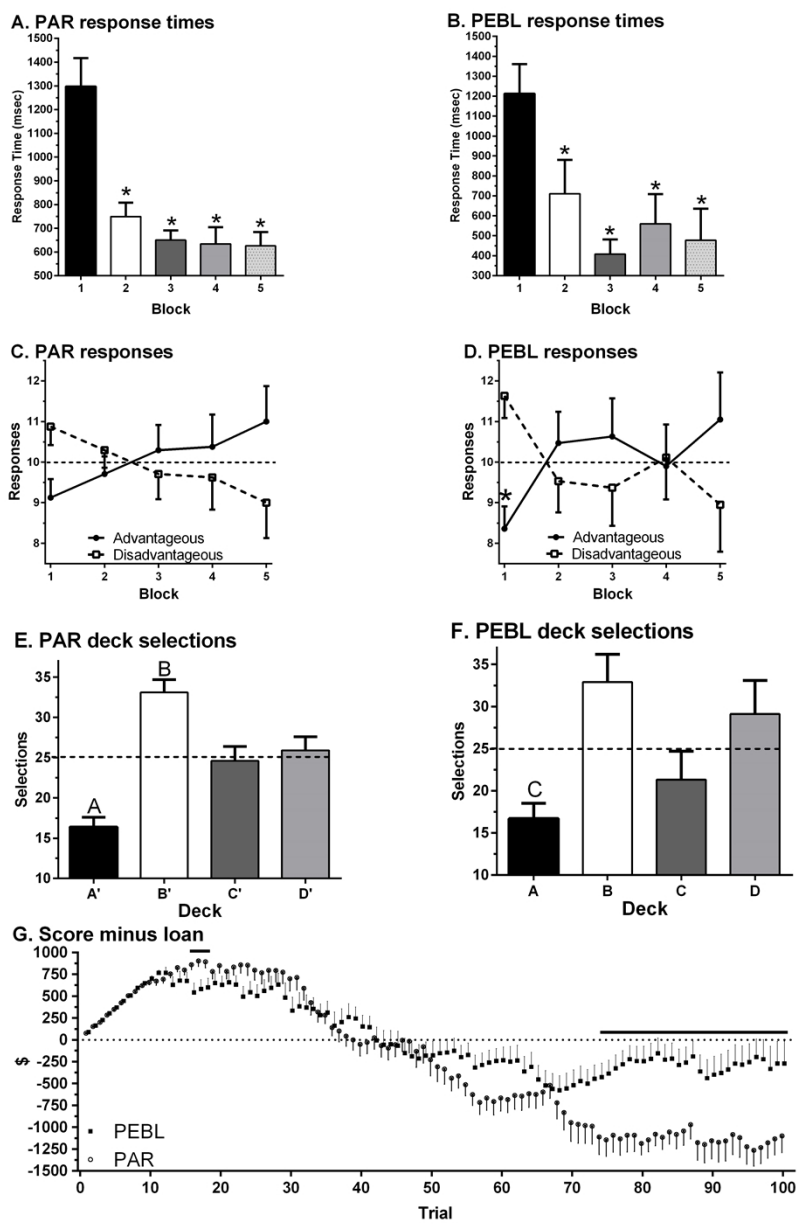 A. PAR response times
Response Time (msec)
1500
1400
1300
1200
1100
1000
900
800
700
600
500
* * * *
1 2 3 4 5
Block
B. PEBL response times
Response Time (msec)
1500
1400
1300
1200
1100
1000
900
800
700
600
500
400
300
* * * *
1 2 3 4 5
Block
C. PAR responses
Responses
12
11
10
9
8
Advantageous
Disadvantageous
1 2 3 4 5
Block
D. PEBL responses
Responses
12
11
10
9
8
*
Advantageous
Disadvantageous
1 2 3 4 5
Block
E. PAR deck selections
Selections
35
30
25
20
15
10
A B
A' B' C' D'
Deck
F. PEBL deck selections
Selections
35
30
25
20
15
10
C
A B C D
Deck
G. Score minus loan
$
1000
750
500
250
0
-250
-500
-750
-1000
-1250
-1500
PEBL
PAR
0 10 20 30 40 50 60 70 80 90 100
Trial